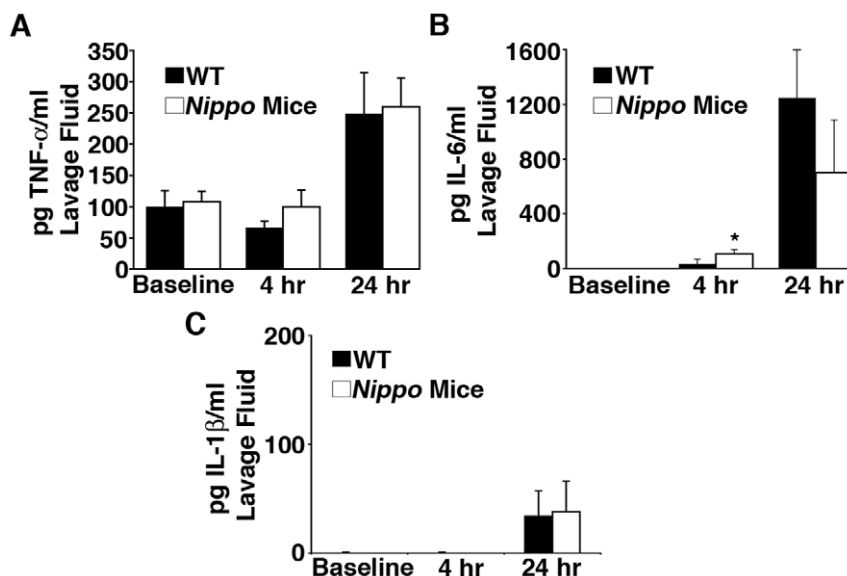 A
pg TNF-α/ml
Lavage Fluid
350
300
250
200
150
100
50
0
WT
Nippo Mice
Baseline 4 hr 24 hr
B
pg IL-6/ml
Lavage Fluid
1600
1200
800
400
0
WT
Nippo Mice
*
Baseline 4 hr 24 hr
C
pg IL-1β/ml
Lavage Fluid
200
100
0
WT
Nippo Mice
Baseline 4 hr 24 hr